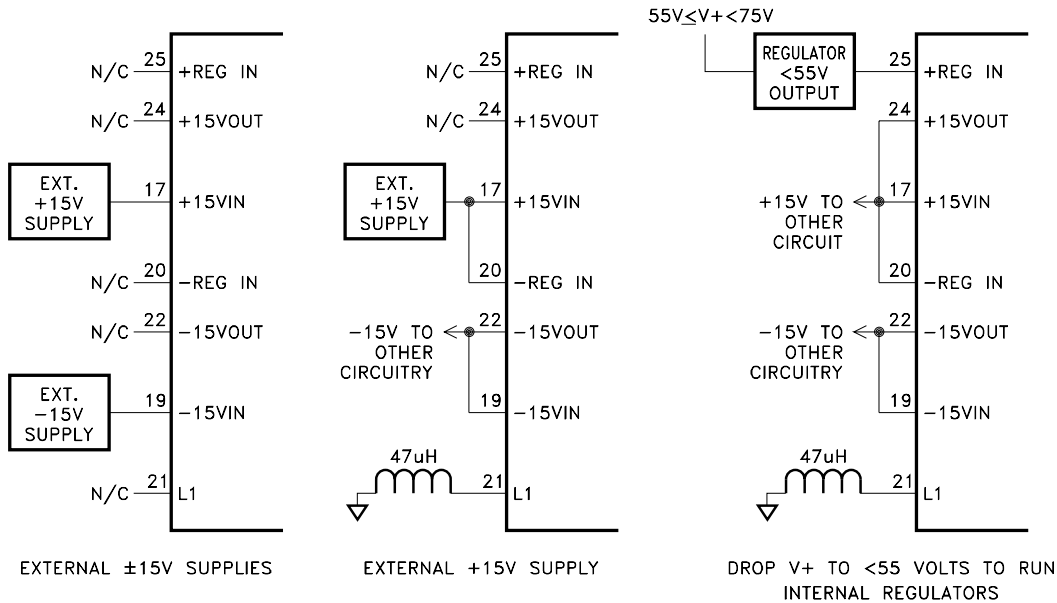 N/C 25 +REG IN
N/C 24 +15VOUT
EXT.
+15V
SUPPLY
17 +15VIN
N/C 20 -REG IN
N/C 22 -15VOUT
EXT.
-15V
SUPPLY
19 -15VIN
N/C 21 L1
EXTERNAL ±15V SUPPLIES
N/C 25 +REG IN
N/C 24 +15VOUT
EXT.
+15V
SUPPLY
17 +15VIN
20 -REG IN
-15V TO
OTHER
CIRCUITRY
22 -15VOUT
19 -15VIN
47uH
21 L1
EXTERNAL +15V SUPPLY
55V≤V+<75V
REGULATOR
<55V
OUTPUT
25 +REG IN
24 +15VOUT
+15V TO
OTHER
CIRCUIT
17 +15VIN
20 -REG IN
-15V TO
OTHER
CIRCUITRY
22 -15VOUT
19 -15VIN
47uH
21 L1
DROP V+ TO <55 VOLTS TO RUN
INTERNAL REGULATORS